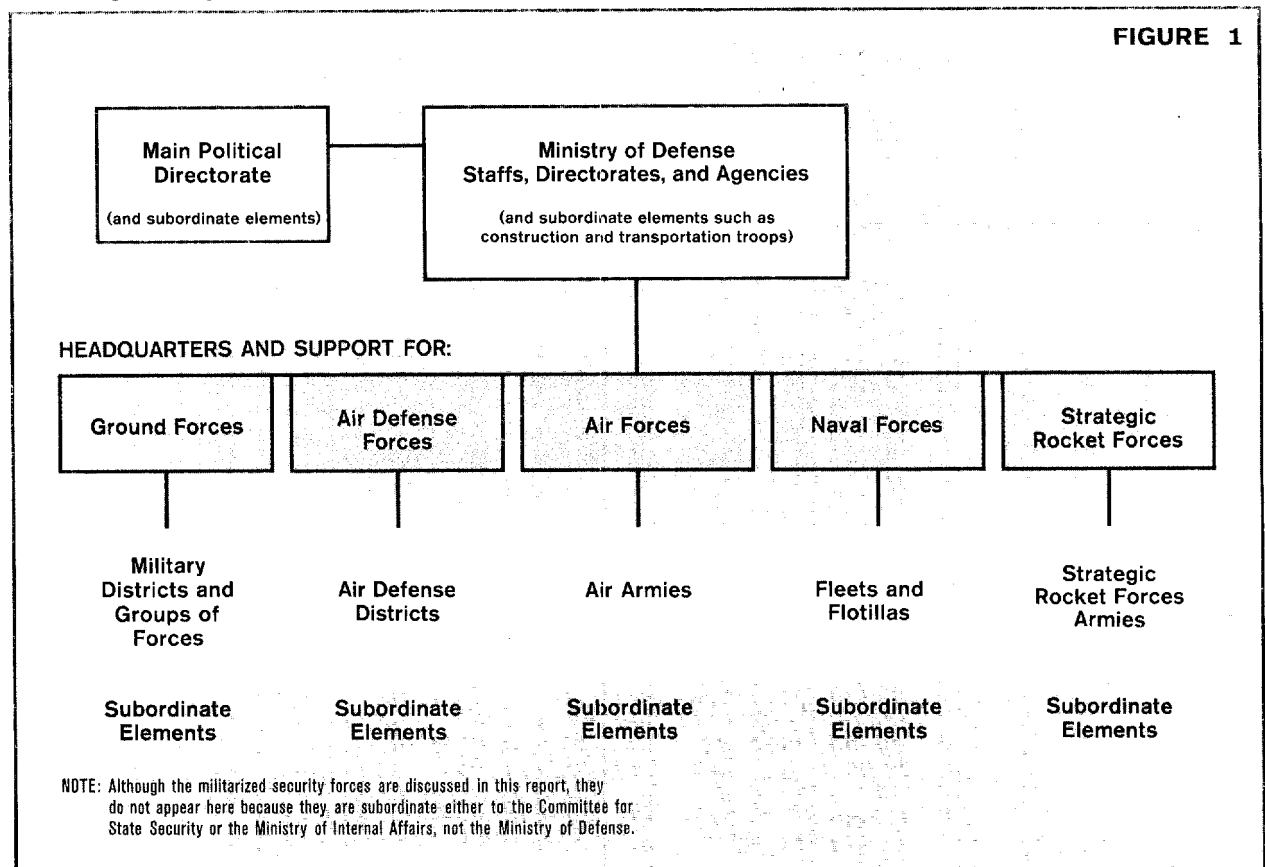 FIGURE 1
Main Political
Directorate
(and subordinate elements)
Ministry of Defense
Staffs, Directorates, and Agencies
(and subordinate elements such as
construction and transportation troops)
HEADQUARTERS AND SUPPORT FOR:
Ground Forces
Air Defense
Forces
Air Forces
Naval Forces
Strategic
Rocket Forces
Military
Districts and
Groups of
Forces
Air Defense
Districts
Air Armies
Fleets and
Flotillas
Strategic
Rocket Forces
Armies
Subordinate
Elements
Subordinate
Elements
Subordinate
Elements
Subordinate
Elements
Subordinate
Elements
NOTE: Although the militarized security forces are discussed in this report, they
do not appear here because they are subordinate either to the Committee for
State Security or the Ministry of Internal Affairs, not the Ministry of Defense.